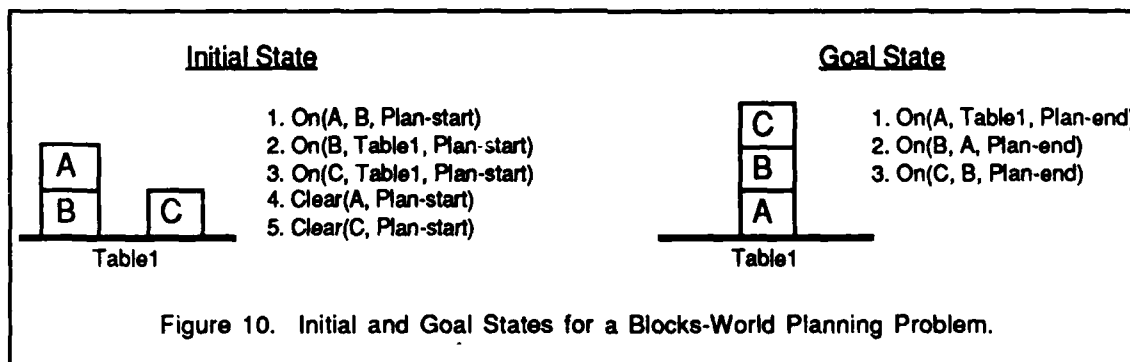 Initial State
1. On(A, B, Plan-start)
2. On(B, Table1, Plan-start)
3. On(C, Table1, Plan-start)
4. Clear(A, Plan-start)
5. Clear(C, Plan-start)
A
B
C
Table1
Goal State
1. On(A, Table1, Plan-end)
2. On(B, A, Plan-end)
3. On(C, B, Plan-end)
C
B
A
Table1
Figure 10. Initial and Goal States for a Blocks-World Planning Problem.